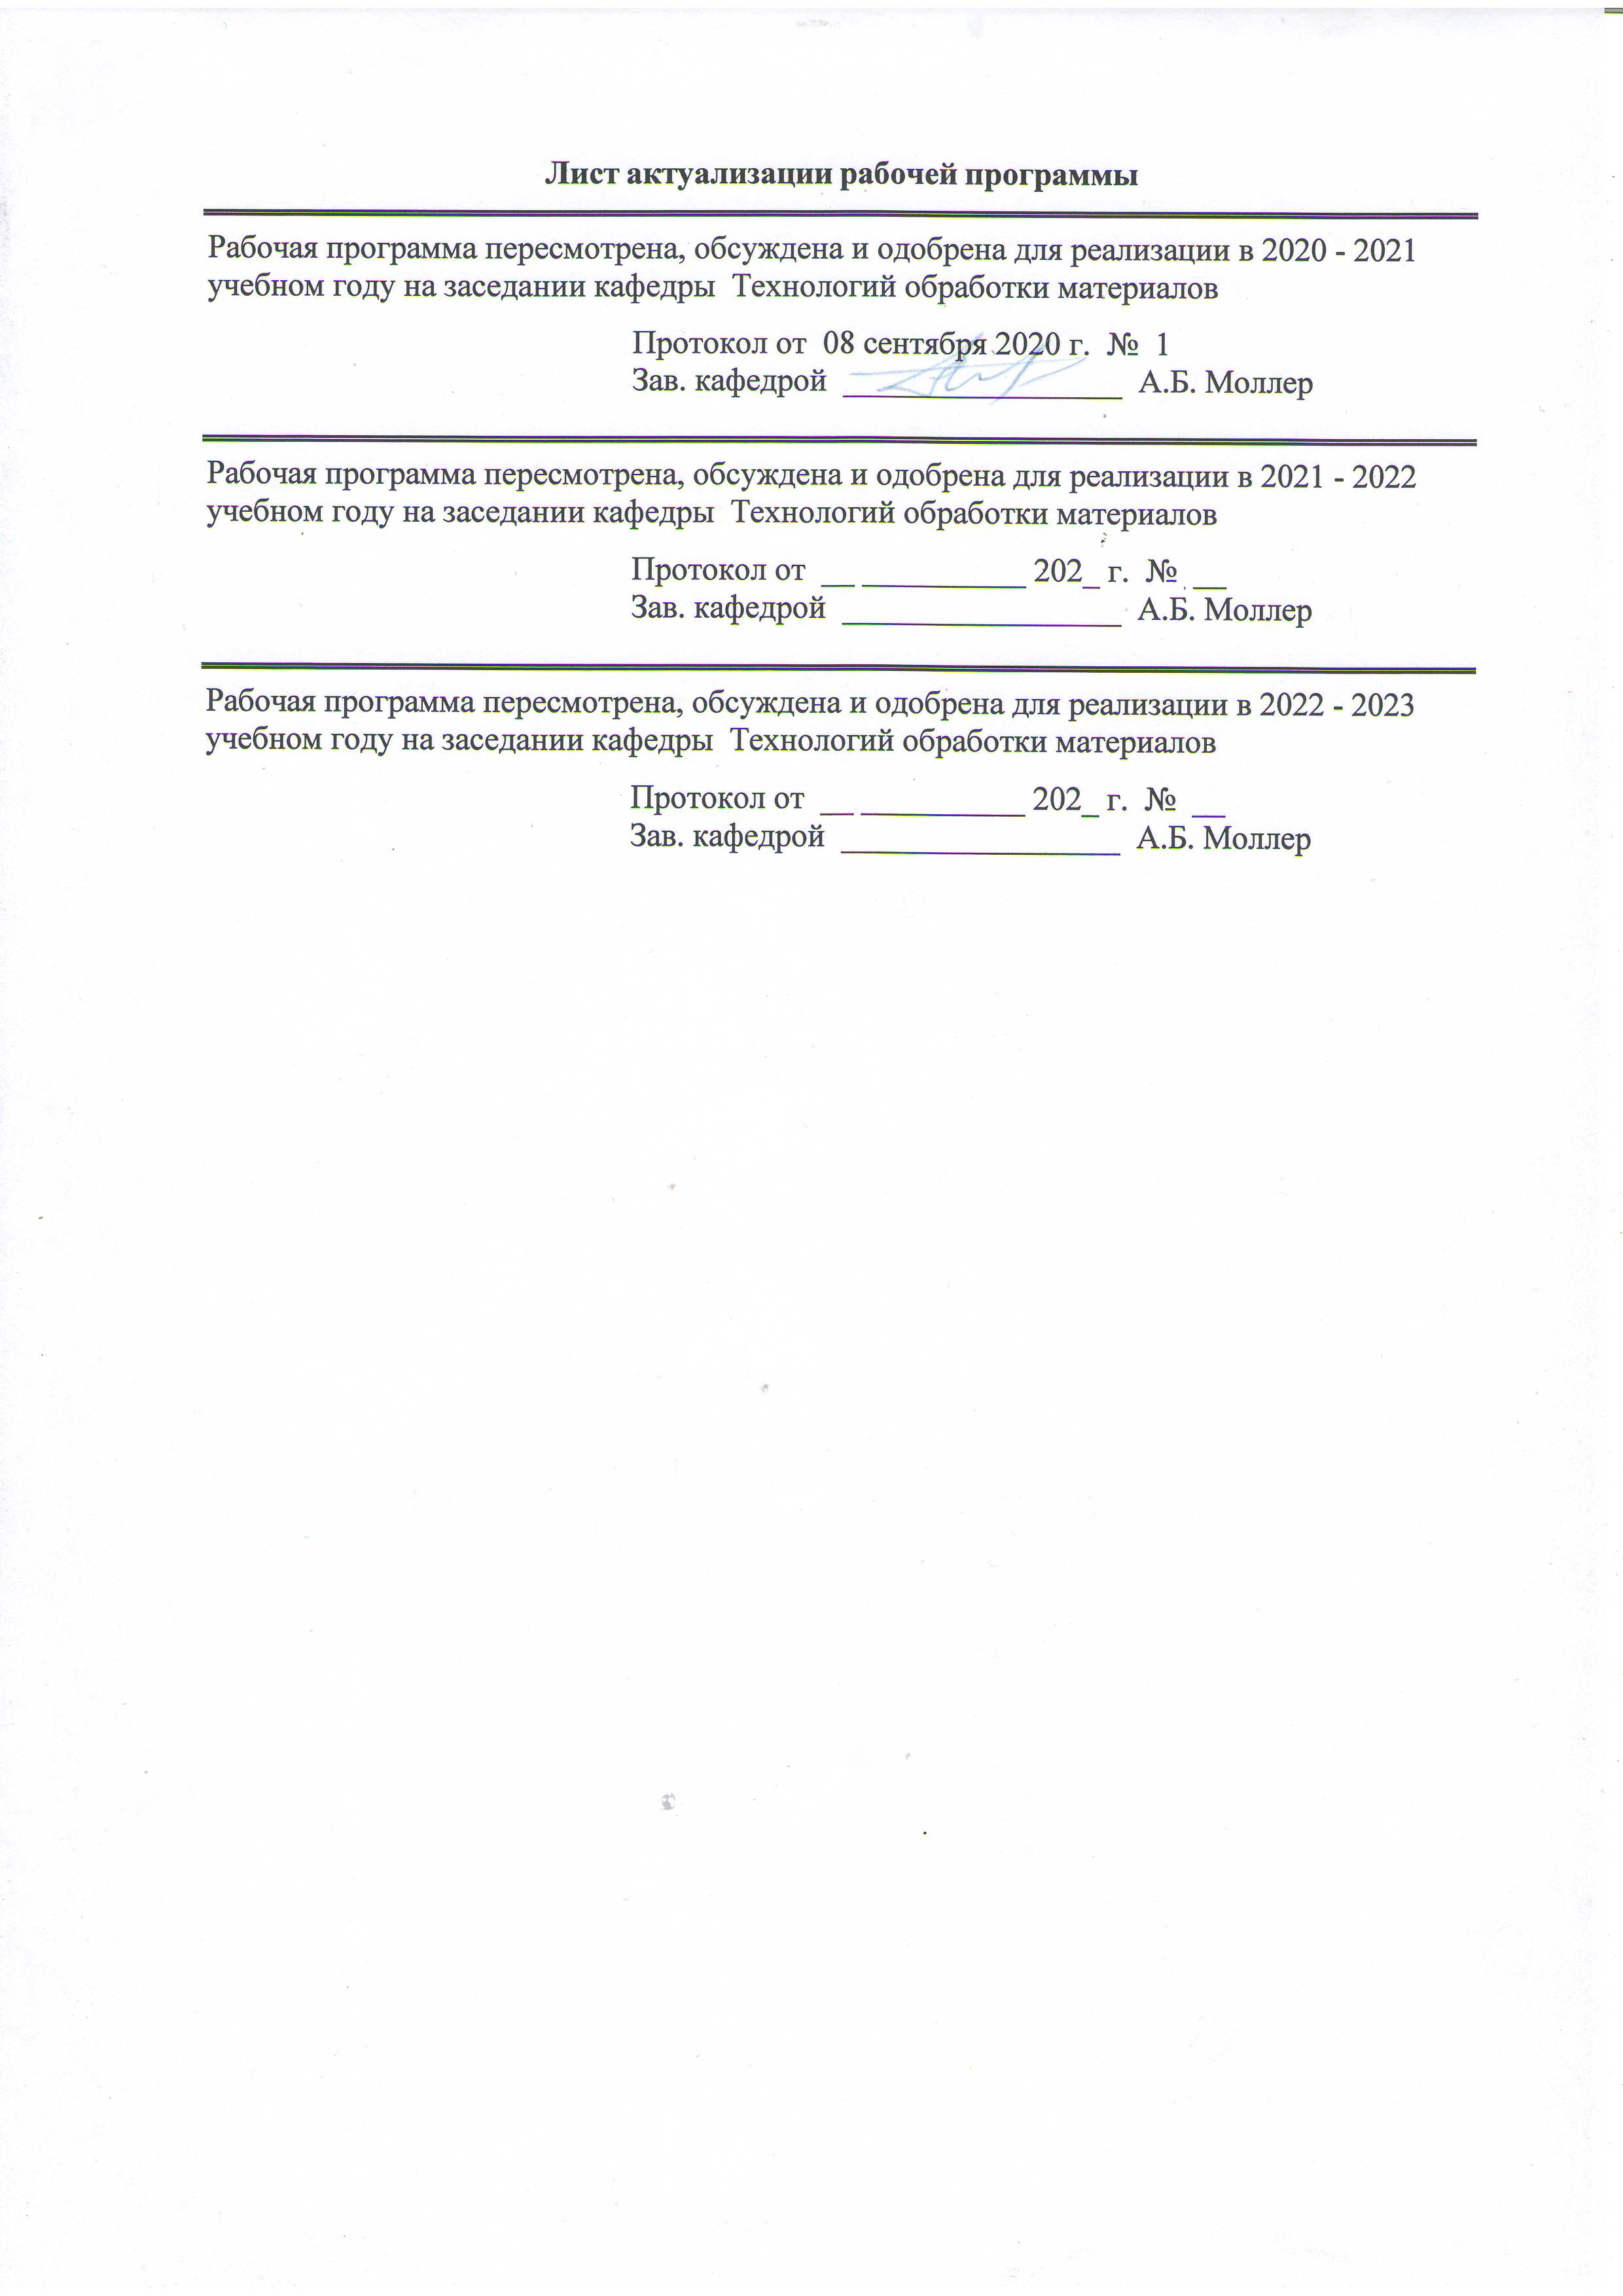 Лист актуализации рабочей программы
Рабочая программа пересмотрена, обсуждена и одобрена для реализации в 2020 - 2021
учебном году на заседании кафедры Технологий обработки материалов
Протокол от 08 сентября 2020 г. № 1
Зав. кафедрой _________________ А.Б. Моллер
Рабочая программа пересмотрена, обсуждена и одобрена для реализации в 2021 - 2022
учебном году на заседании кафедры Технологий обработки материалов
Протокол от __ __________ 202_ г. № __
Зав. кафедрой _________________ А.Б. Моллер
Рабочая программа пересмотрена, обсуждена и одобрена для реализации в 2022 - 2023
учебном году на заседании кафедры Технологий обработки материалов
Протокол от __ __________ 202_ г. № __
Зав. кафедрой _________________ А.Б. Моллер